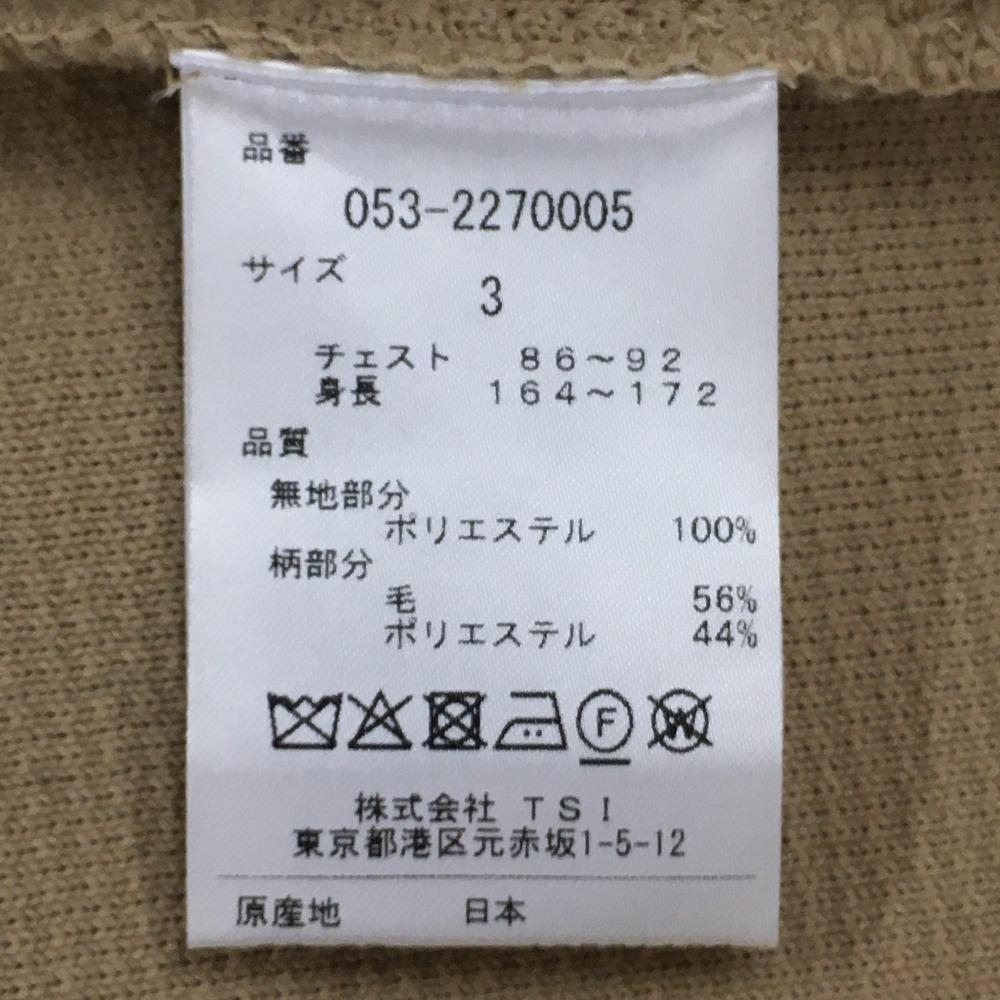 品番
053-2270005
サイズ
3
チェスト 86～92
身長 164～172
品質
無地部分
ポリエステル 100%
柄部分
毛 56%
ポリエステル 44%
F W
株式会社 TSI
東京都港区元赤坂1-5-12
原産地 日本